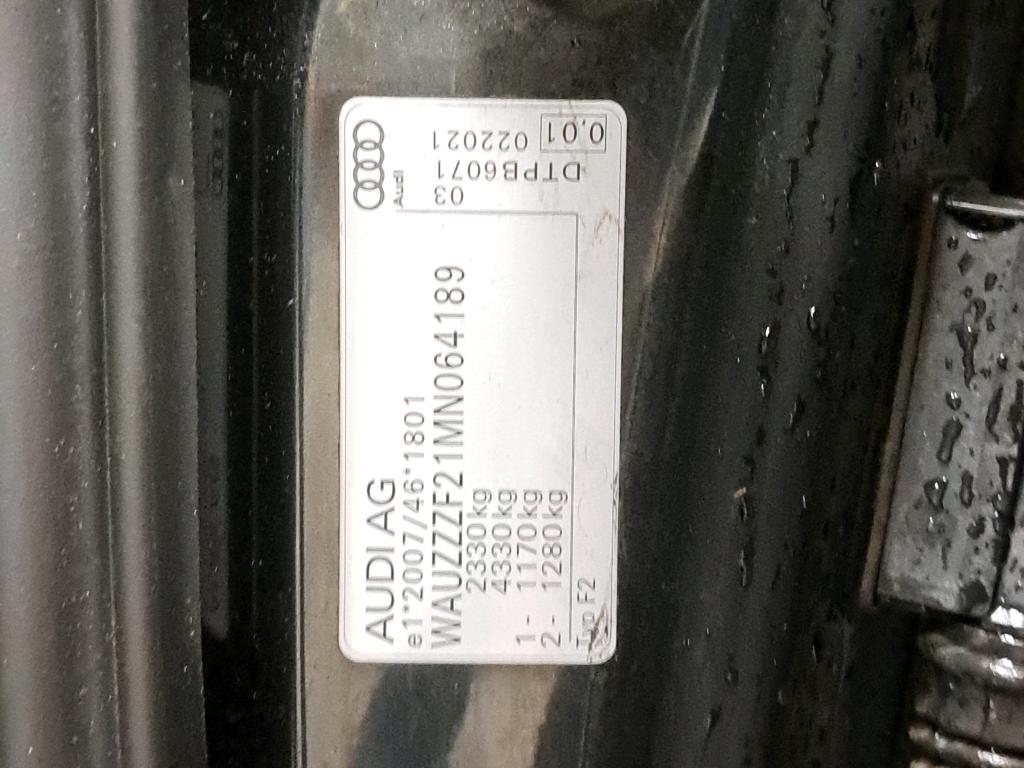 AUDI AG
e1*2007/46*1801
WAUZZZF21MN064189
2330 kg
4330 kg
1 - 1170 kg
2 - 1280 kg
Typ F2
Audi
03
DTPB6071
022021
0,01